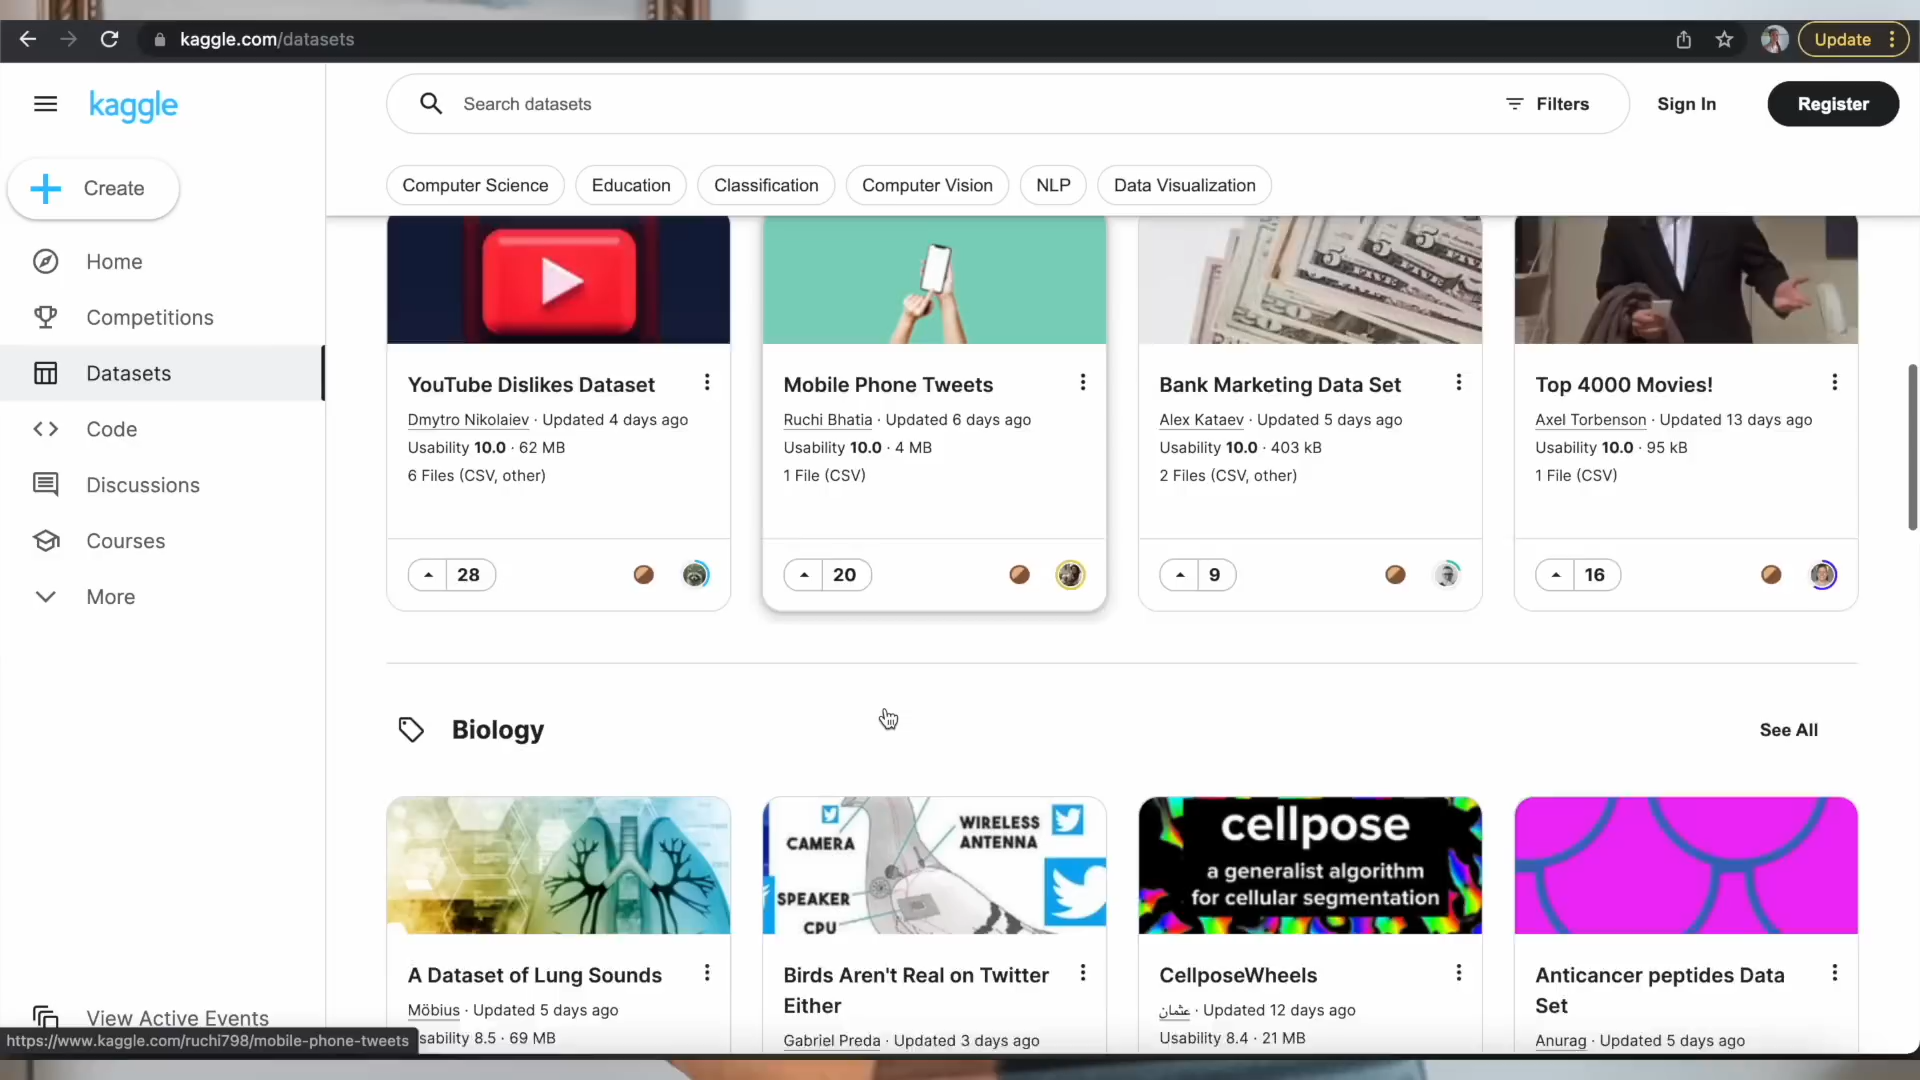 kaggle.com/datasets
Update
kaggle
Search datasets
Filters
Sign In
Register
Create
Computer Science
Education
Classification
Computer Vision
NLP
Data Visualization
Home
Competitions
Datasets
Code
Discussions
Courses
More
View Active Events
https://www.kaggle.com/ruchi798/mobile-phone-tweets
YouTube Dislikes Dataset
Dmytro Nikolaiev · Updated 4 days ago
Usability 10.0 · 62 MB
6 Files (CSV, other)
28
Mobile Phone Tweets
Ruchi Bhatia · Updated 6 days ago
Usability 10.0 · 4 MB
1 File (CSV)
20
Bank Marketing Data Set
Alex Kataev · Updated 5 days ago
Usability 10.0 · 403 kB
2 Files (CSV, other)
9
Top 4000 Movies!
Axel Torbenson · Updated 13 days ago
Usability 10.0 · 95 kB
1 File (CSV)
16
Biology
See All
A Dataset of Lung Sounds
Möbius · Updated 5 days ago
sability 8.5 · 69 MB
CAMERA
WIRELESS
ANTENNA
SPEAKER
CPU
Birds Aren't Real on Twitter
Either
Gabriel Preda · Updated 3 days ago
cellpose
a generalist algorithm
for cellular segmentation
CellposeWheels
عثمان · Updated 12 days ago
Usability 8.4 · 21 MB
Anticancer peptides Data
Set
Anurag · Updated 5 days ago